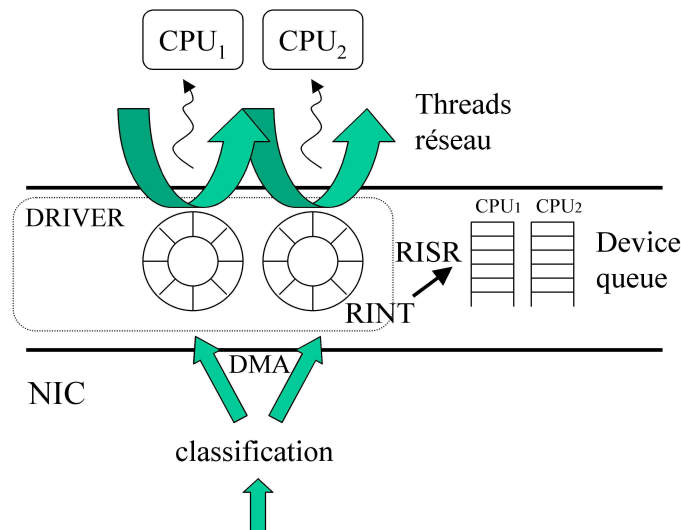 CPU₁ CPU₂
Threads
réseau
DRIVER
CPU1 CPU2
RISR
Device
queue
RINT
DMA
NIC
classification